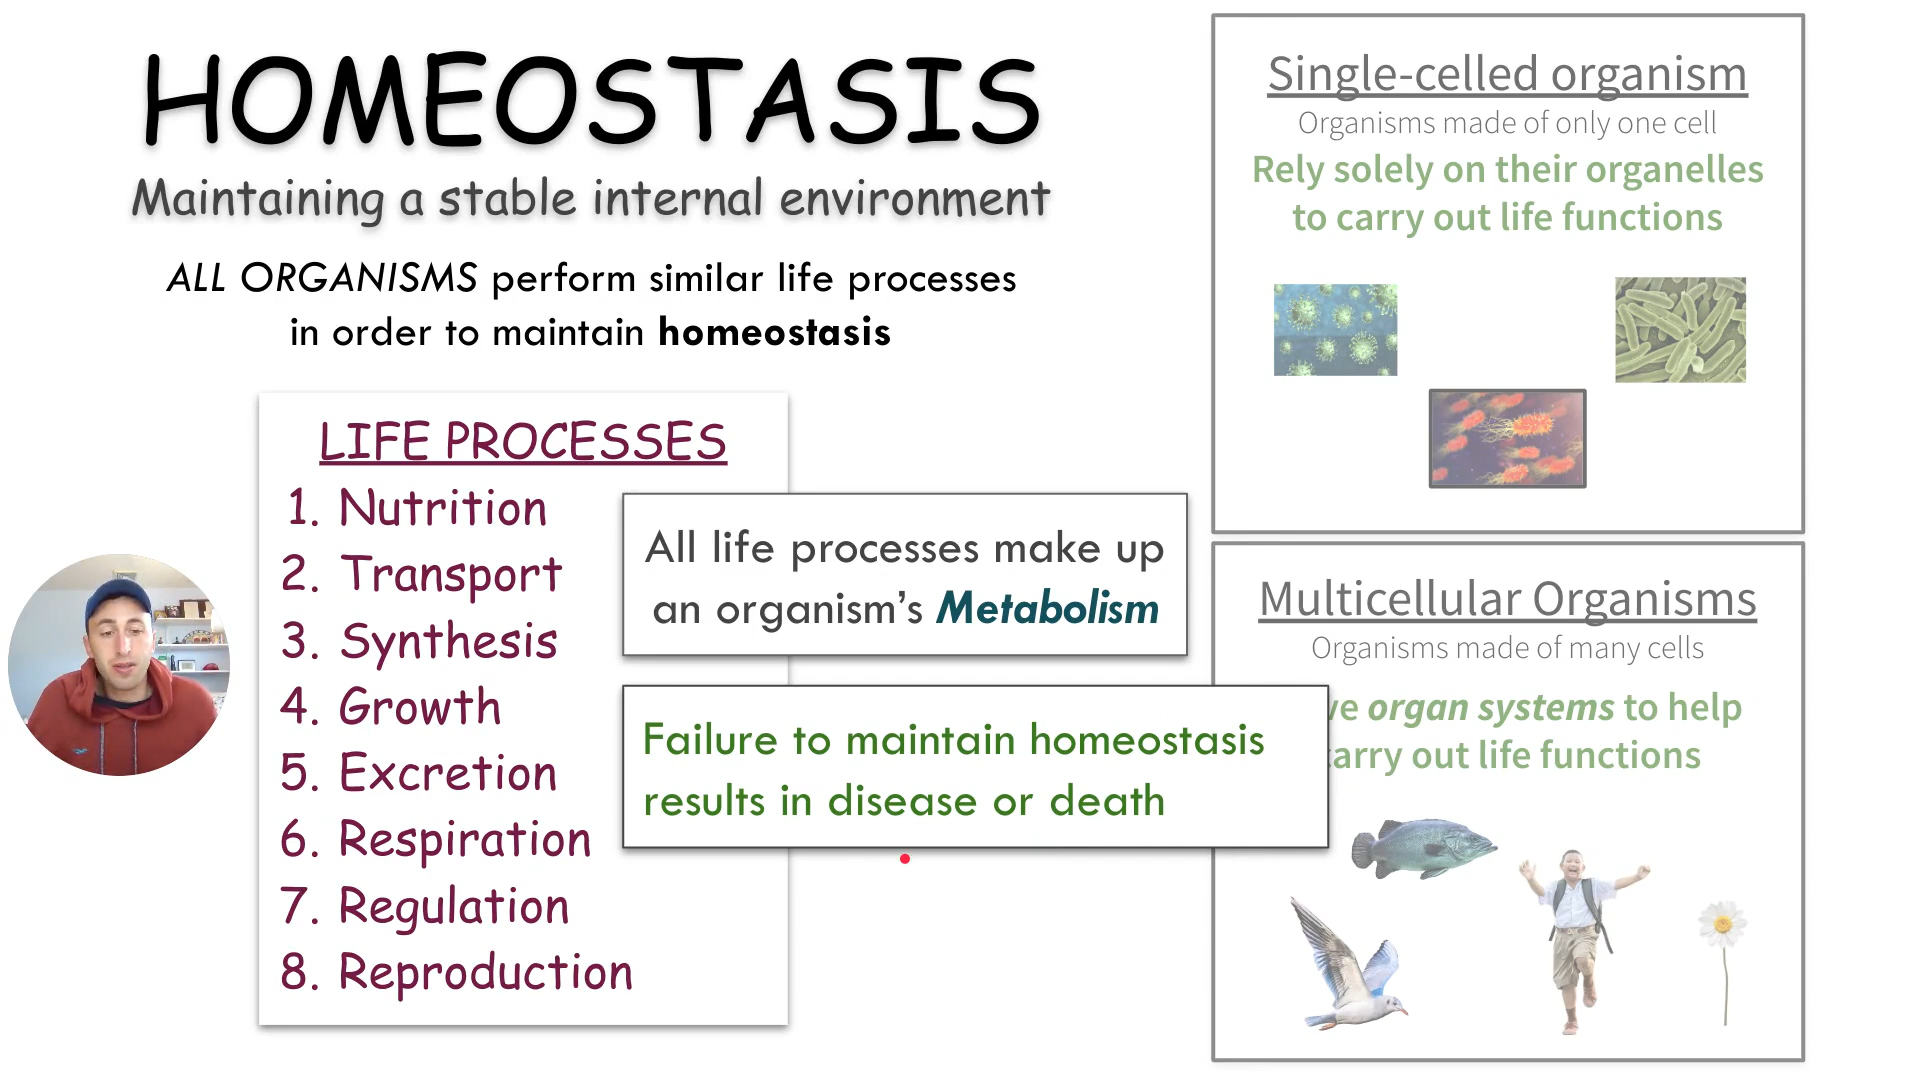 HOMEOSTASIS
Maintaining a stable internal environment
ALL ORGANISMS perform similar life processes
in order to maintain homeostasis
LIFE PROCESSES
1. Nutrition
2. Transport
3. Synthesis
4. Growth
5. Excretion
6. Respiration
7. Regulation
8. Reproduction
All life processes make up
an organism’s Metabolism
Failure to maintain homeostasis
results in disease or death
Single-celled organism
Organisms made of only one cell
Rely solely on their organelles
to carry out life functions
Multicellular Organisms
Organisms made of many cells
organ systems to help
out life functions